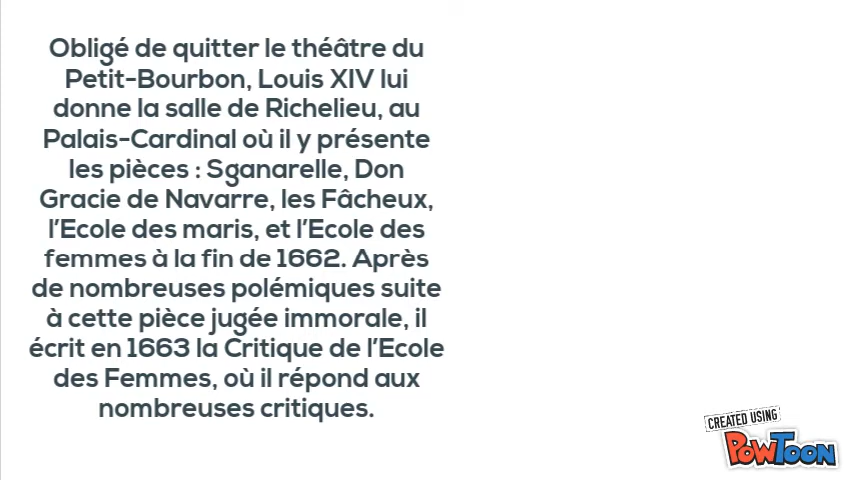 Obligé de quitter le théâtre du
Petit-Bourbon, Louis XIV lui
donne la salle de Richelieu, au
Palais-Cardinal où il y présente
les pièces : Sganarelle, Don
Gracie de Navarre, les Fâcheux,
l'Ecole des maris, et l'Ecole des
femmes à la fin de 1662. Après
de nombreuses polémiques suite
à cette pièce jugée immorale, il
écrit en 1663 la Critique de l'Ecole
des Femmes, où il répond aux
nombreuses critiques.
CREATED USING
POWTOON